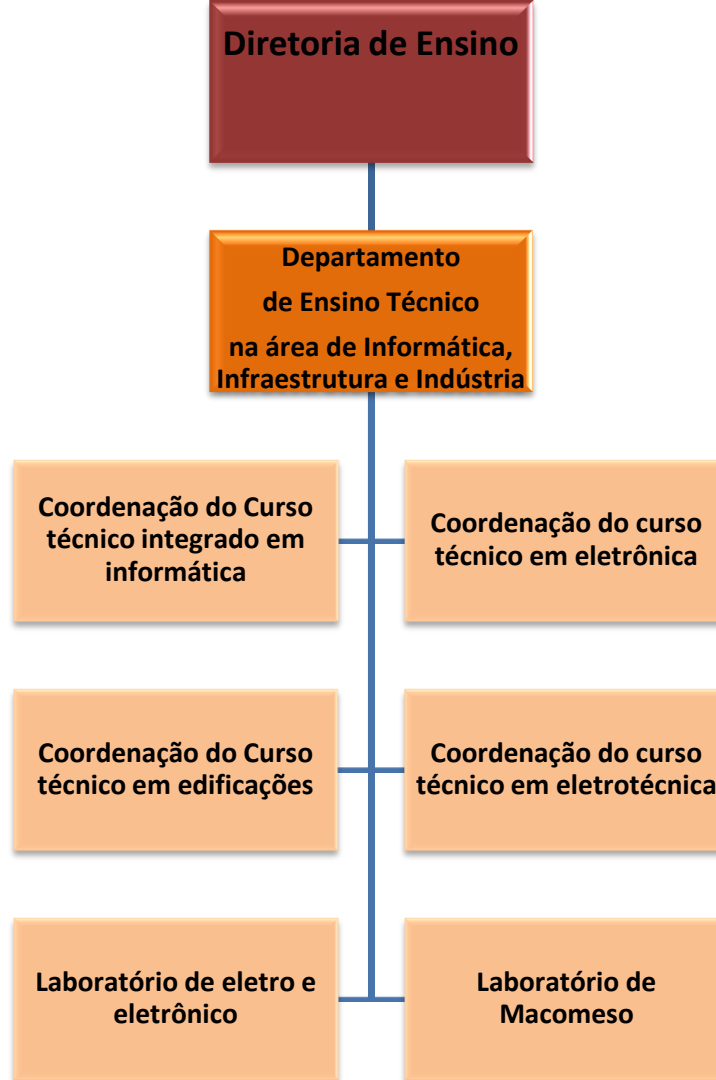 Diretoria de Ensino
Departamento
de Ensino Técnico
na área de Informática,
Infraestrutura e Indústria
Coordenação do Curso
técnico integrado em
informática
Coordenação do curso
técnico em eletrônica
Coordenação do Curso
técnico em edificações
Coordenação do curso
técnico em eletrotécnica
Laboratório de eletro e
eletrônico
Laboratório de
Macomeso